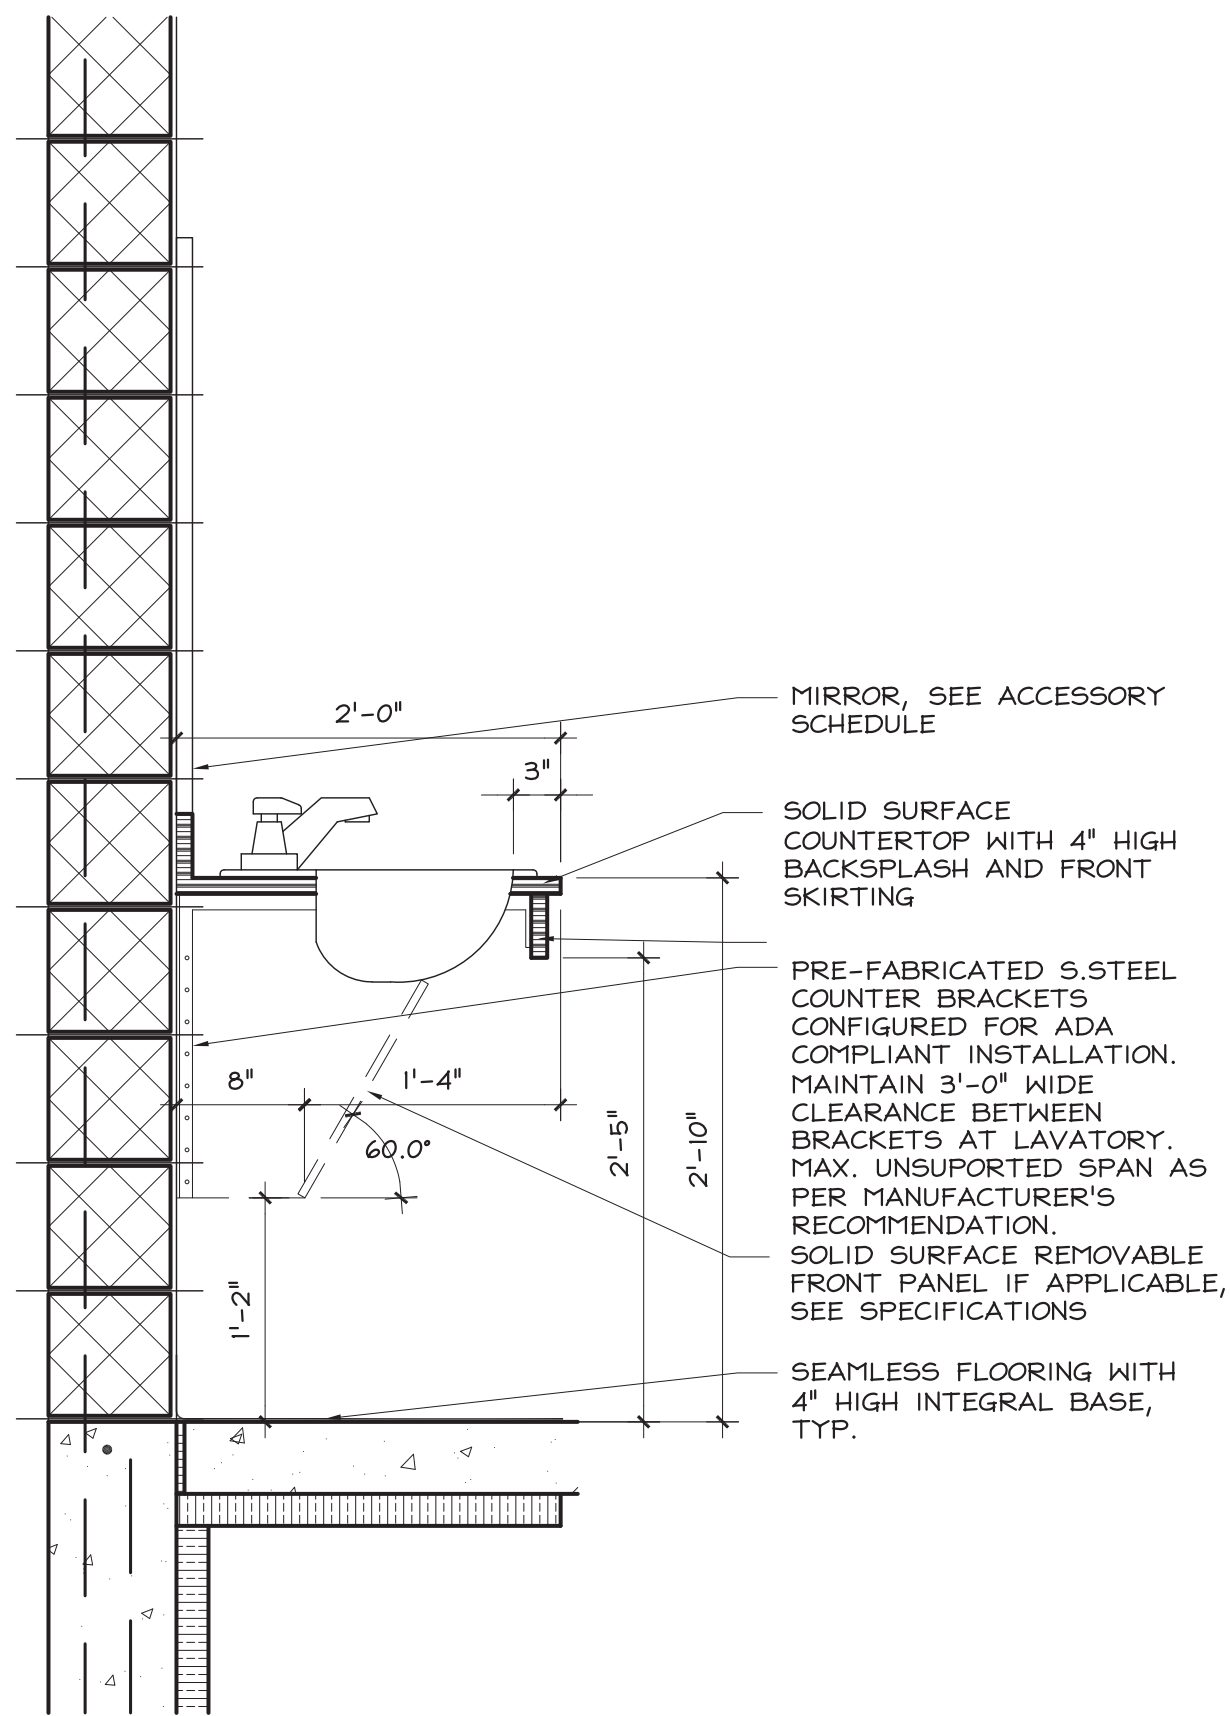 MIRROR, SEE ACCESSORY
SCHEDULE
2'-0"
3"
SOLID SURFACE
COUNTERTOP WITH 4" HIGH
BACKSPLASH AND FRONT
SKIRTING
PRE-FABRICATED S.STEEL
COUNTER BRACKETS
CONFIGURED FOR ADA
COMPLIANT INSTALLATION.
MAINTAIN 3'-0" WIDE
CLEARANCE BETWEEN
BRACKETS AT LAVATORY.
MAX. UNSUPORTED SPAN AS
PER MANUFACTURER'S
RECOMMENDATION.
8"
1'-4"
60.0°
2'-5"
2'-10"
SOLID SURFACE REMOVABLE
FRONT PANEL IF APPLICABLE,
SEE SPECIFICATIONS
1'-2"
SEAMLESS FLOORING WITH
4" HIGH INTEGRAL BASE,
TYP.